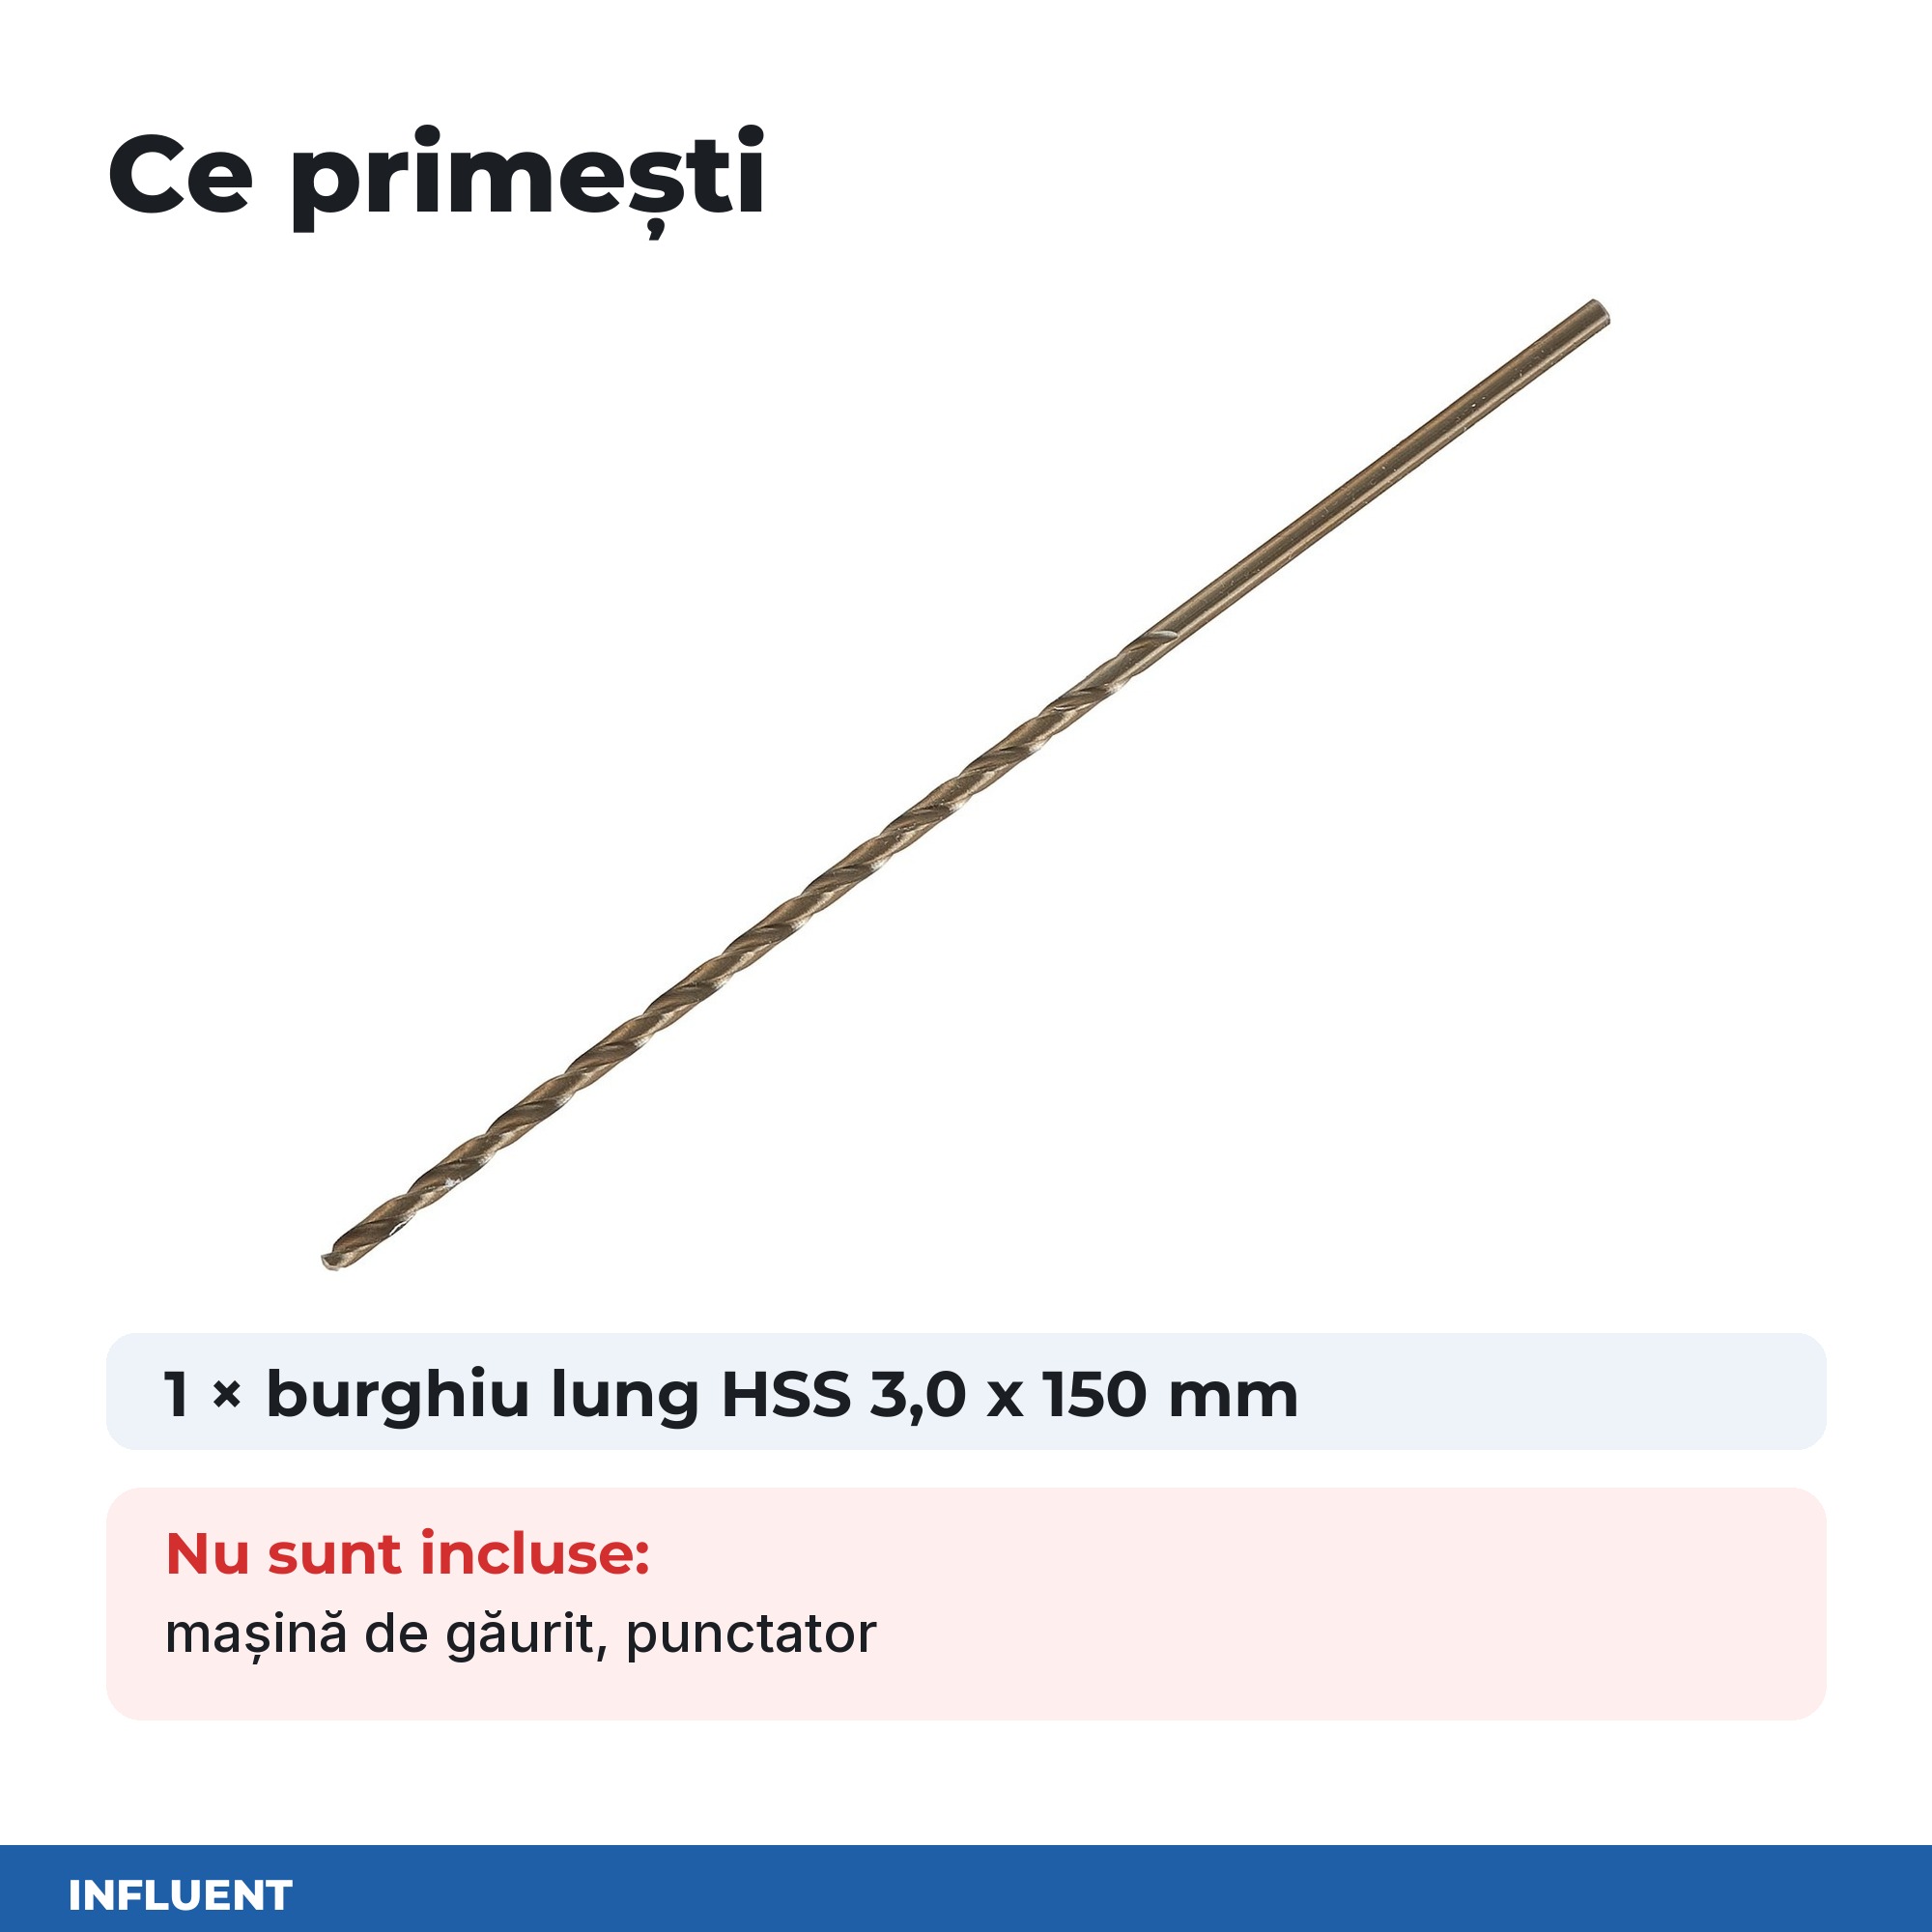 Ce primești
1 × burghiu lung HSS 3,0 x 150 mm
Nu sunt incluse:
mașină de găurit, punctator
INFLUENT